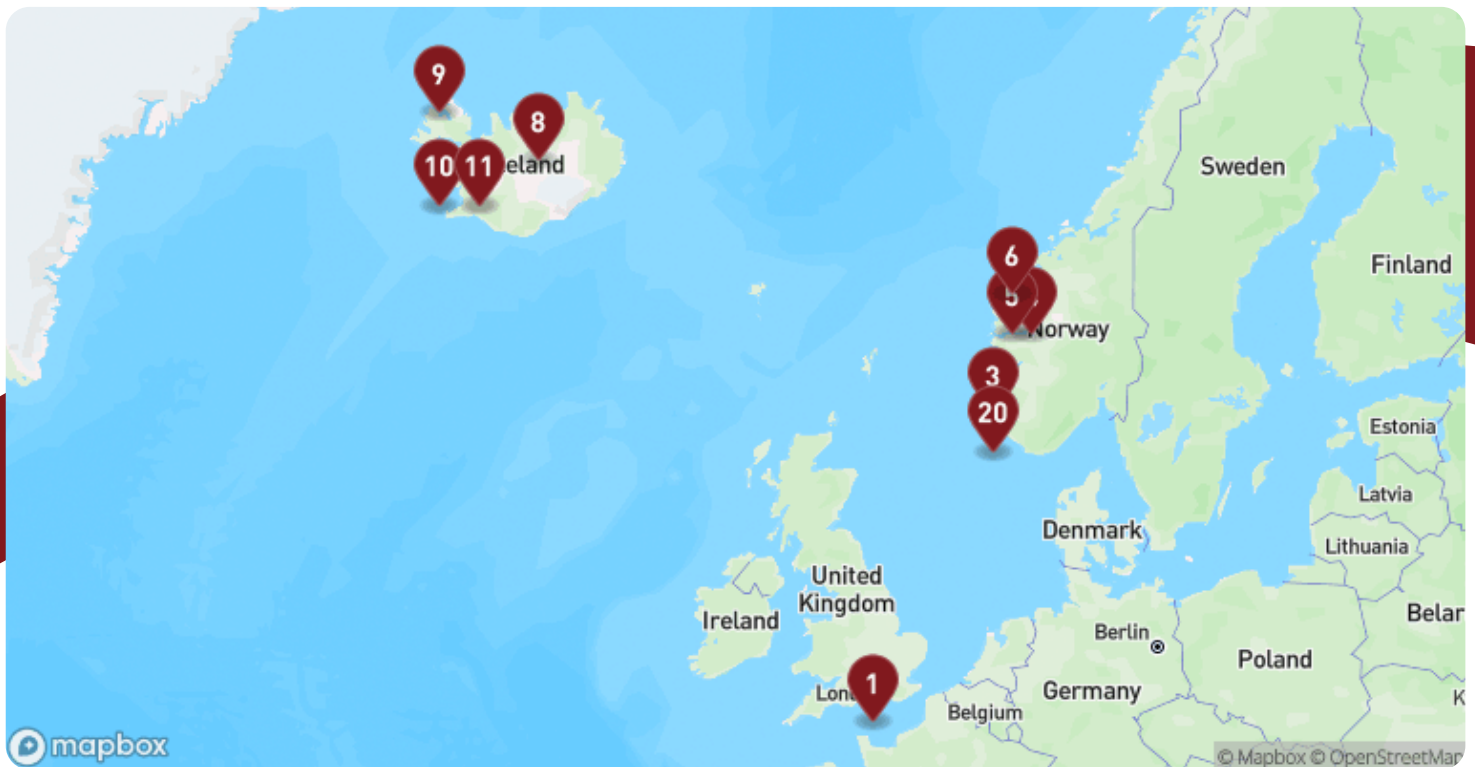 9
8
10
11
eland
Sweden
6
Finland
5
Norway
3
20
Estonia
Latvia
Denmark
Lithuania
United
Kingdom
Ireland
Belar
Berlin
Poland
1
Lon
Germany
Belgium
K
mapbox
© Mapbox © OpenStreetMap